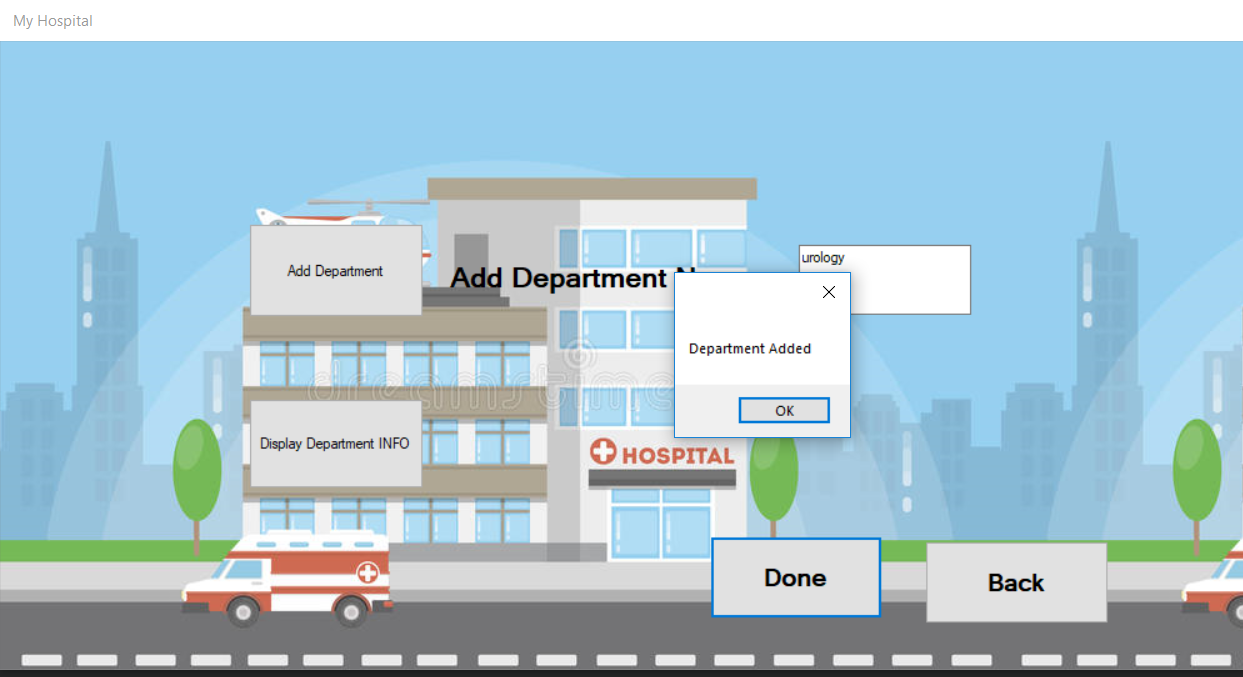 My Hospital
urology
Add Department
Add Department
Department Added
dreamstime
OK
Display Department INFO
HOSPITAL
Done
Back